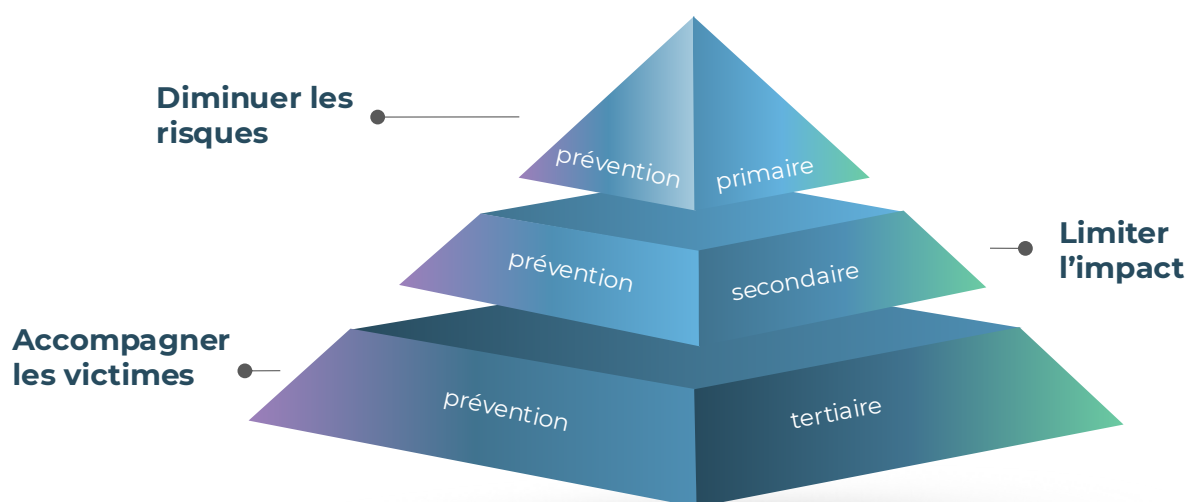 Diminuer les
risques
prévention primaire
Limiter
l’impact
prévention secondaire
Accompagner
les victimes
prévention tertiaire